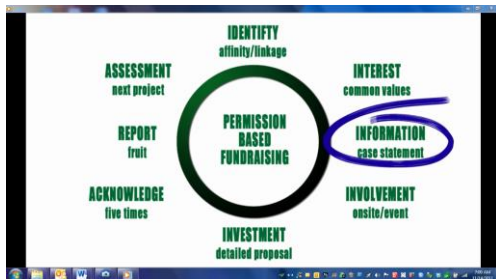 IDENTIFTY
affinity/linkage
ASSESSMENT
next project
INTEREST
common values
REPORT
fruit
PERMISSION
BASED
FUNDRAISING
INFORMATION
case statement
ACKNOWLEDGE
five times
INVOLVEMENT
onsite/event
INVESTMENT
detailed proposal